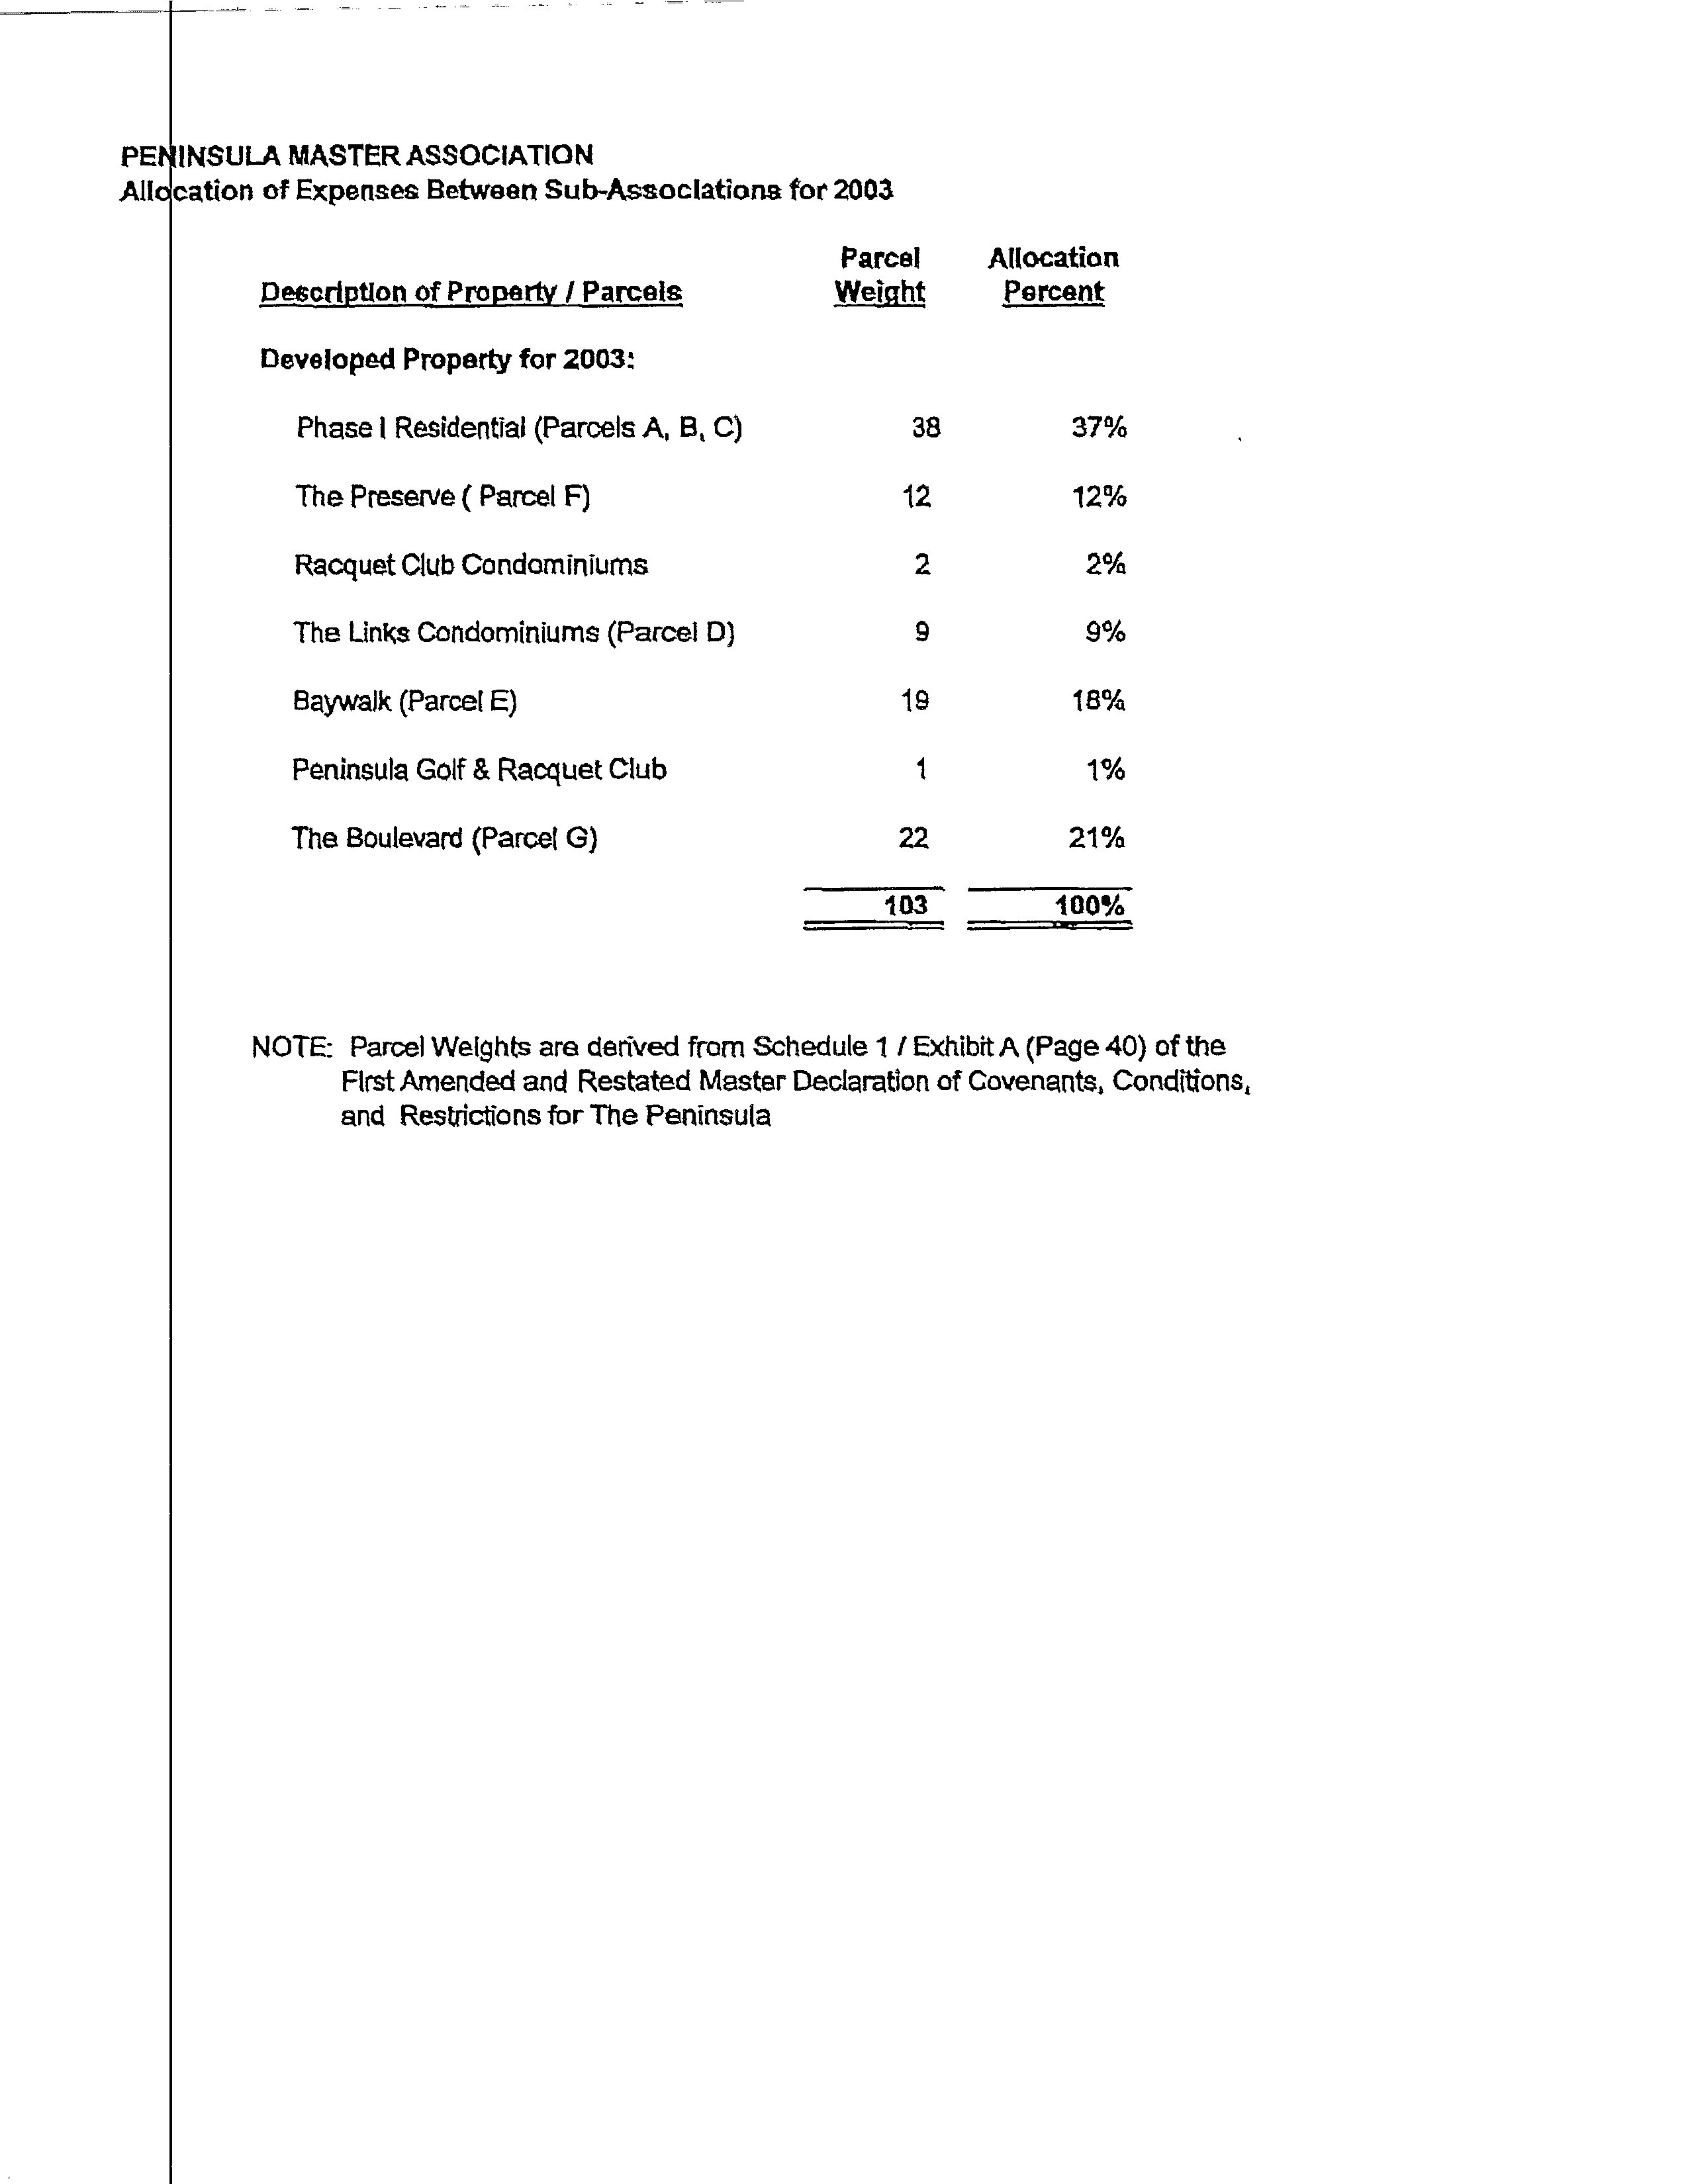 PENINSULA MASTER ASSOCIATION
Allocation of Expenses Between Sub-Associations for 2003
Parcel Allocation
Description of Property / Parcels Weight Percent
Developed Property for 2003:
Phase I Residential (Parcels A, B, C) 38 37%
The Preserve ( Parcel F) 12 12%
Racquet Club Condominiums 2 2%
The Links Condominiums (Parcel D) 9 9%
Baywalk (Parcel E) 19 18%
Peninsula Golf & Racquet Club 1 1%
The Boulevard (Parcel G) 22 21%
103 100%
NOTE: Parcel Weights are derived from Schedule 1 / Exhibit A (Page 40) of the
First Amended and Restated Master Declaration of Covenants, Conditions,
and Restrictions for The Peninsula